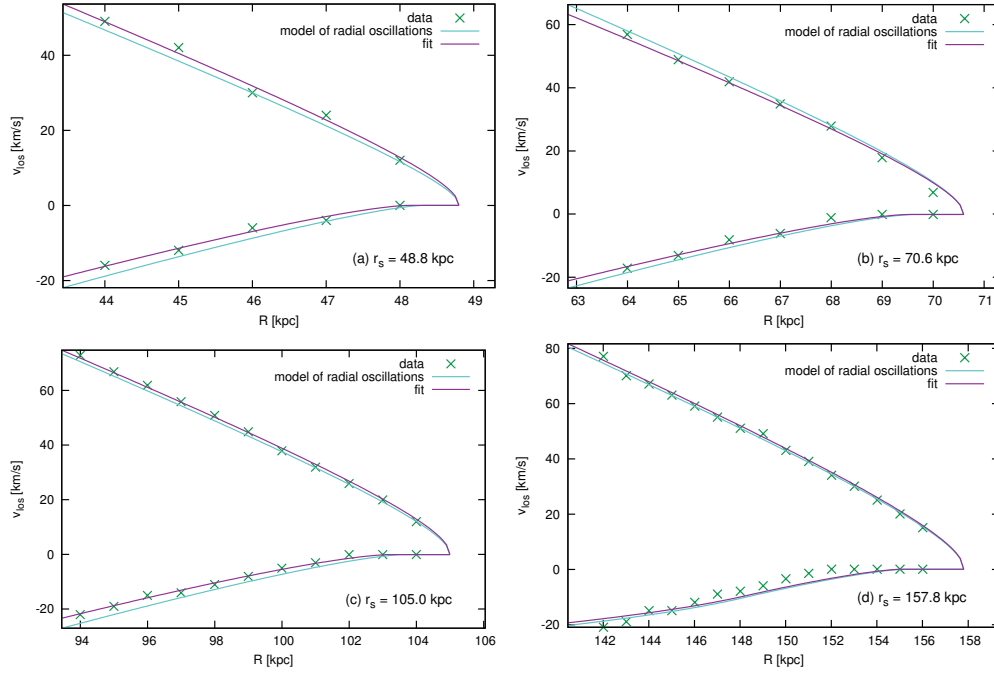 data
model of radial oscillations
fit
40
20
0
-20
v_los [km/s]
(a) r_s = 48.8 kpc
44 45 46 47 48 49
R [kpc]
data
model of radial oscillations
fit
60
40
20
0
-20
v_los [km/s]
(b) r_s = 70.6 kpc
63 64 65 66 67 68 69 70 71
R [kpc]
data
model of radial oscillations
fit
60
40
20
0
-20
v_los [km/s]
(c) r_s = 105.0 kpc
94 96 98 100 102 104 106
R [kpc]
data
model of radial oscillations
fit
80
60
40
20
0
-20
v_los [km/s]
(d) r_s = 157.8 kpc
142 144 146 148 150 152 154 156 158
R [kpc]